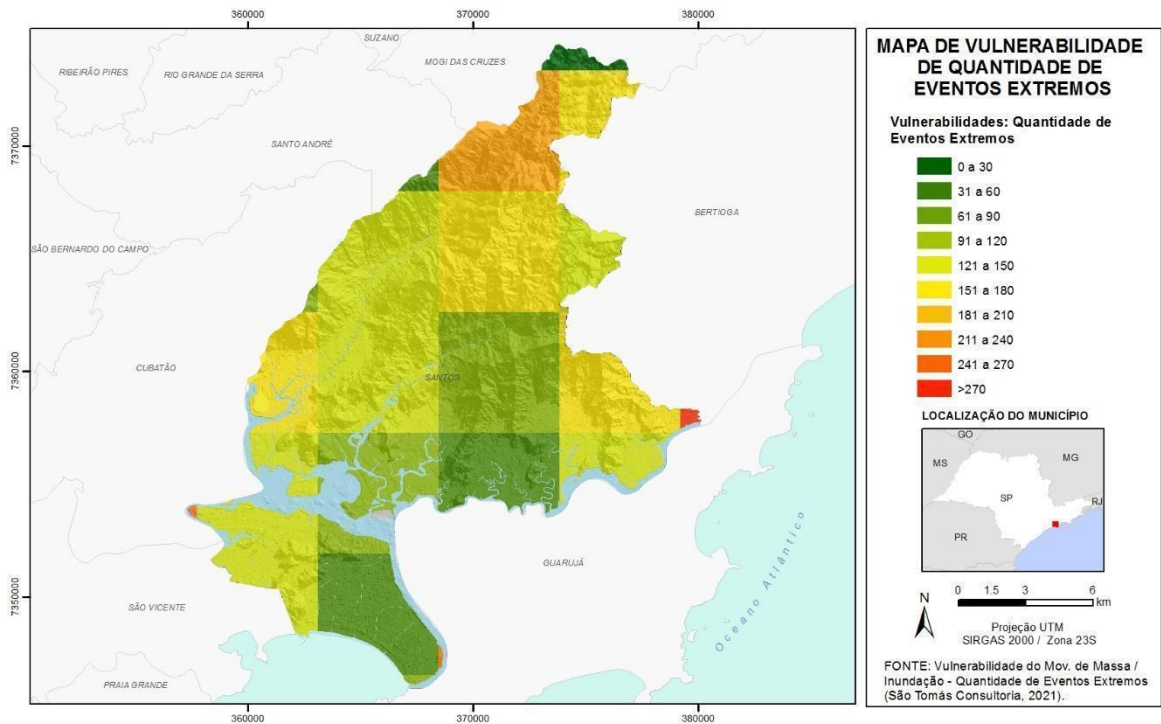 360000
370000
380000
SUZANO
MOGI DAS CRUZES
RIBEIRÃO PIRES
RIO GRANDE DA SERRA
7370000
SANTO ANDRÉ
BERTIOGA
SÃO BERNARDO DO CAMPO
7360000
CUBATÃO
SANTOS
Oceano Atlântico
GUARUJÁ
7350000
SÃO VICENTE
PRAIA GRANDE
360000
370000
380000
MAPA DE VULNERABILIDADE
DE QUANTIDADE DE
EVENTOS EXTREMOS
Vulnerabilidades: Quantidade de
Eventos Extremos
0 a 30
31 a 60
61 a 90
91 a 120
121 a 150
151 a 180
181 a 210
211 a 240
241 a 270
>270
LOCALIZAÇÃO DO MUNICÍPIO
GO
MS
MG
SP
RJ
PR
N
0 1.5 3 6
km
Projeção UTM
SIRGAS 2000 / Zona 23S
FONTE: Vulnerabilidade do Mov. de Massa /
Inundação - Quantidade de Eventos Extremos
(São Tomás Consultoria, 2021).